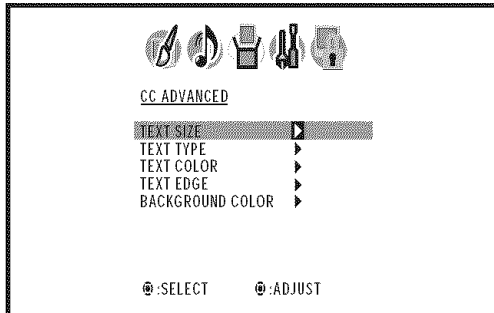 CC ADVANCED
TEXT SIZE
TEXT TYPE
TEXT COLOR
TEXT EDGE
BACKGROUND COLOR
:SELECT :ADJUST